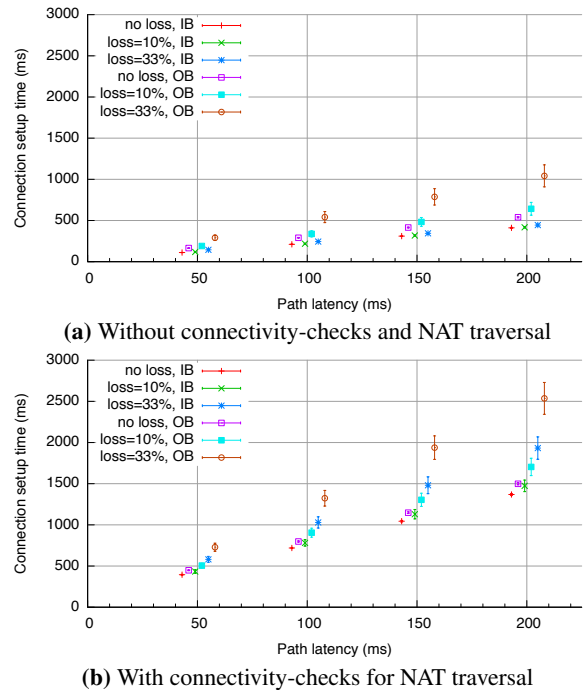 3000
2500
2000
1500
1000
500
0
Connection setup time (ms)
no loss, IB
loss=10%, IB
loss=33%, IB
no loss, OB
loss=10%, OB
loss=33%, OB
0 50 100 150 200
Path latency (ms)
(a) Without connectivity-checks and NAT traversal
3000
2500
2000
1500
1000
500
0
Connection setup time (ms)
no loss, IB
loss=10%, IB
loss=33%, IB
no loss, OB
loss=10%, OB
loss=33%, OB
0 50 100 150 200
Path latency (ms)
(b) With connectivity-checks for NAT traversal